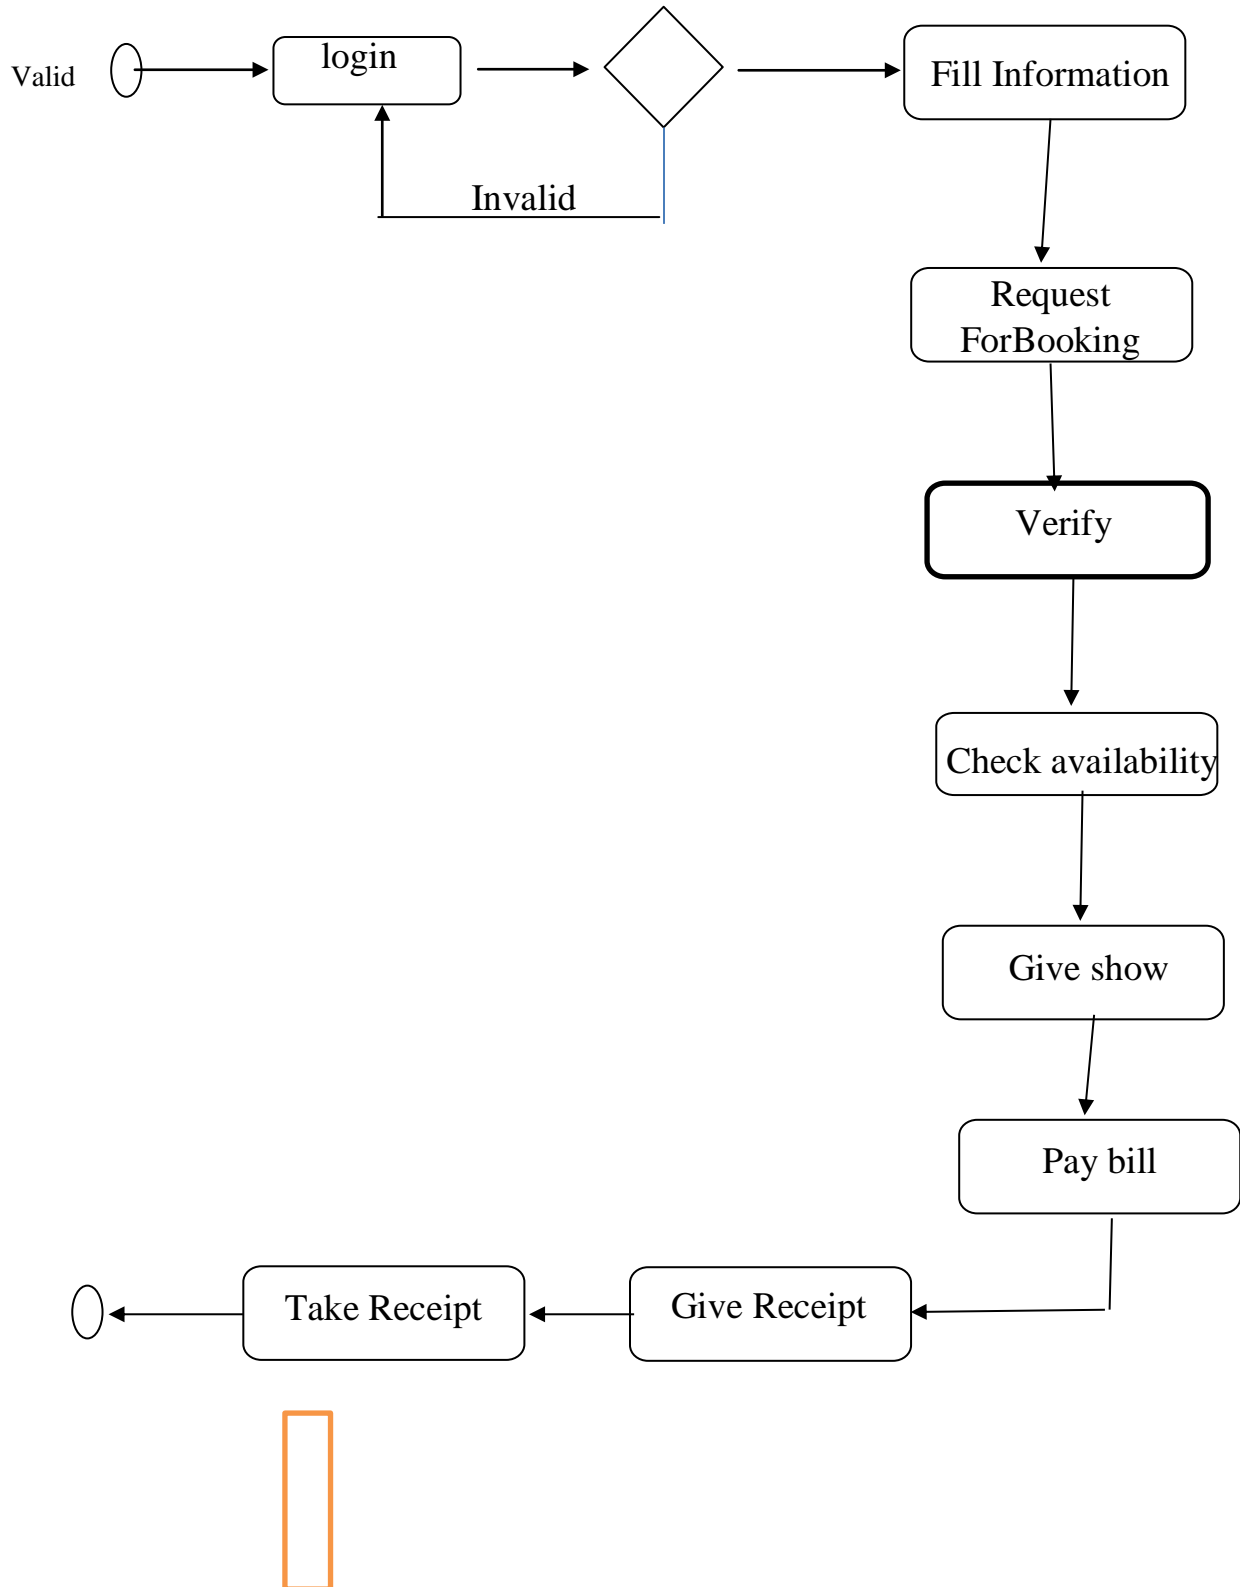 Valid
login
Fill Information
Invalid
Request
ForBooking
Verify
Check availability
Give show
Pay bill
Take Receipt
Give Receipt